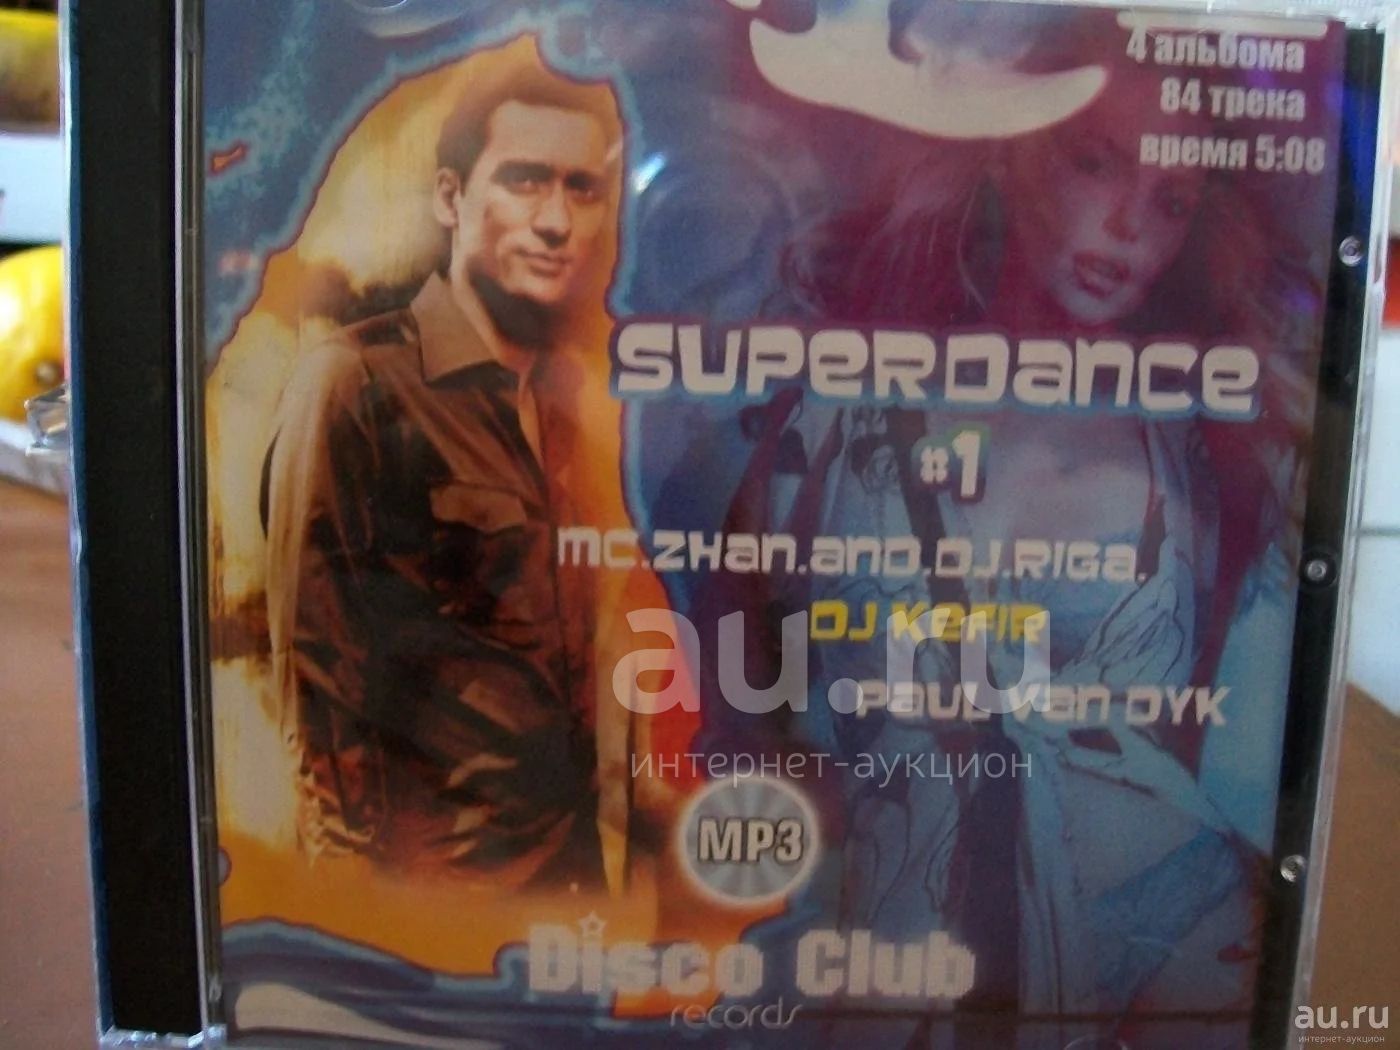 4 альбома
84 трека
время 5:08
SUPERDANCE
#1
MC.ZHAN.AND.DJ.RIGA.
DJ KEFIR
au.ru
PAUL VAN DYK
интернет-аукцион
MP3
Disco Club
records
au.ru
интернет-аукцион